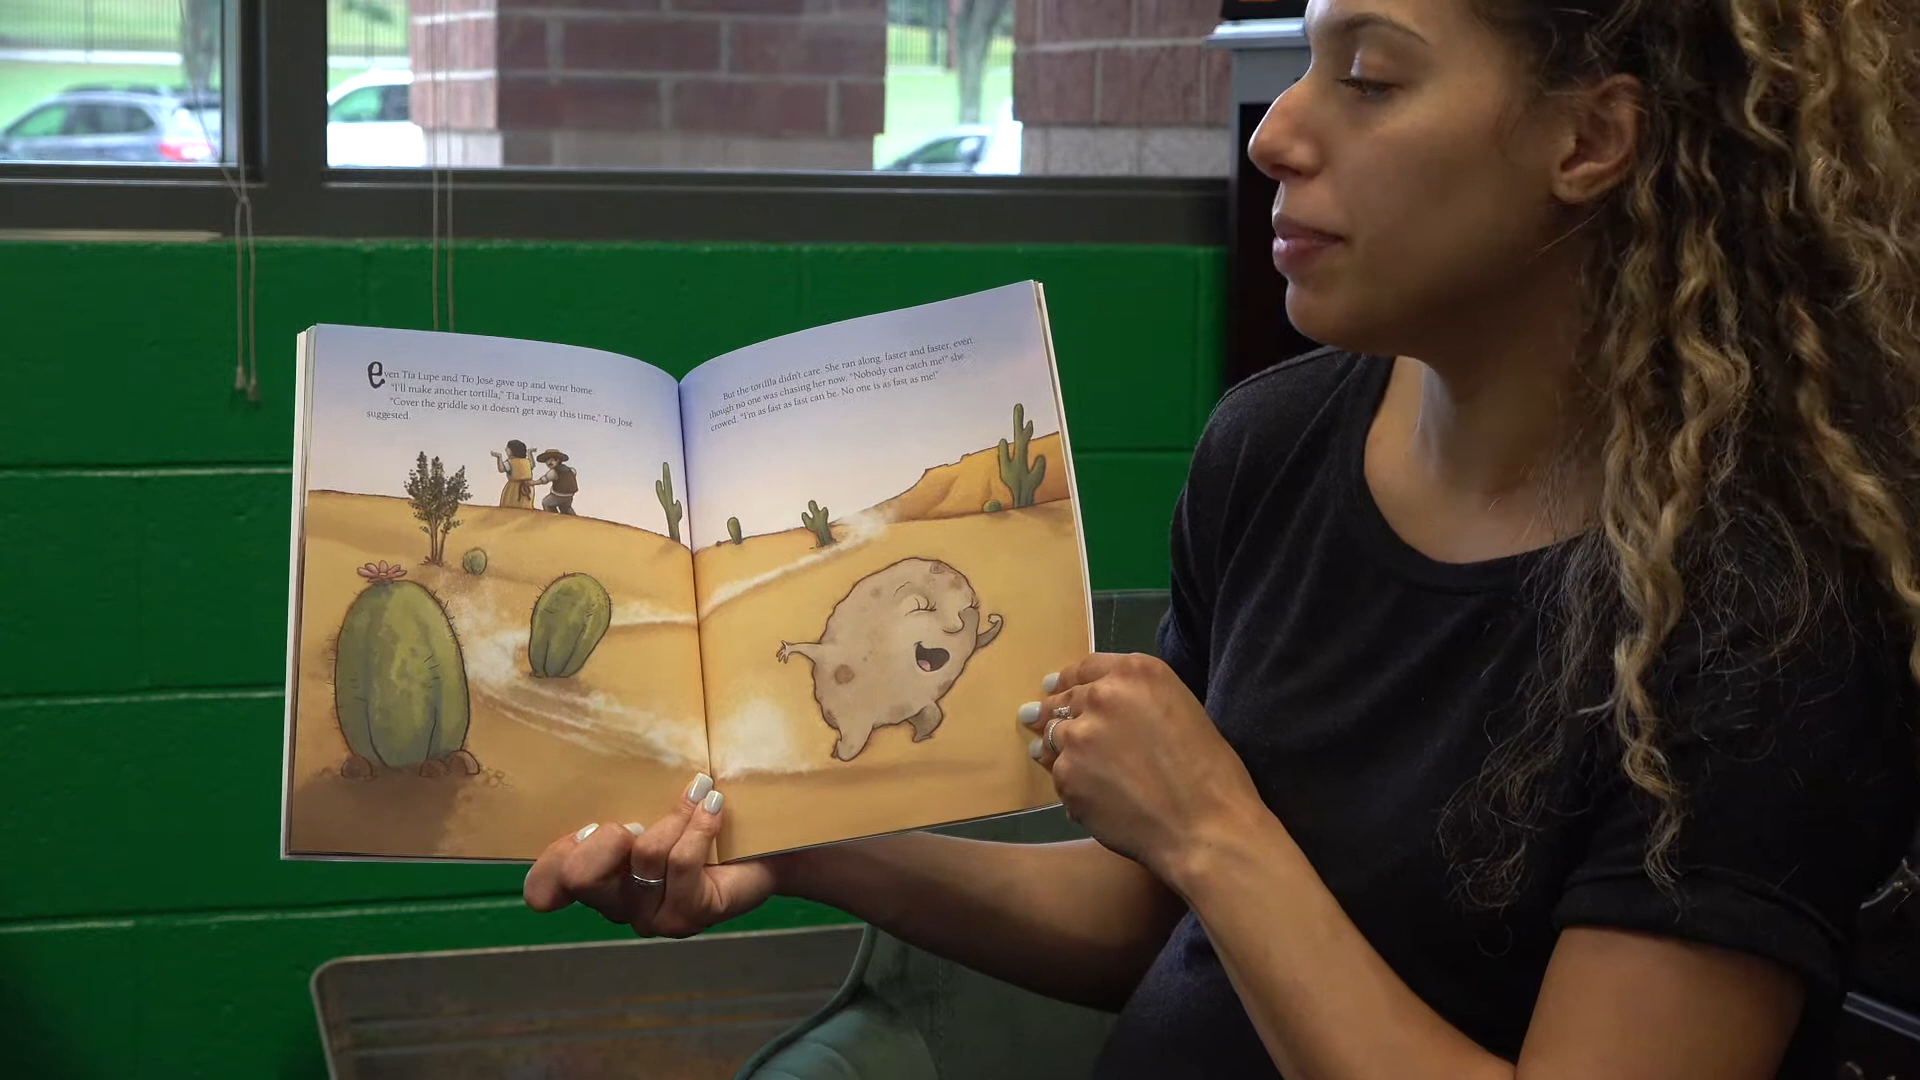 even Tía Lupe and Tío José gave up and went home.
"I'll make another tortilla," Tía Lupe said.
"Cover the griddle so it doesn't get away this time," Tío José
suggested.
But the tortilla didn't care. She ran along, faster and faster, even
though no one was chasing her now. "Nobody can catch me!" she
crowed. "I'm as fast as fast can be. No one is as fast as me!"